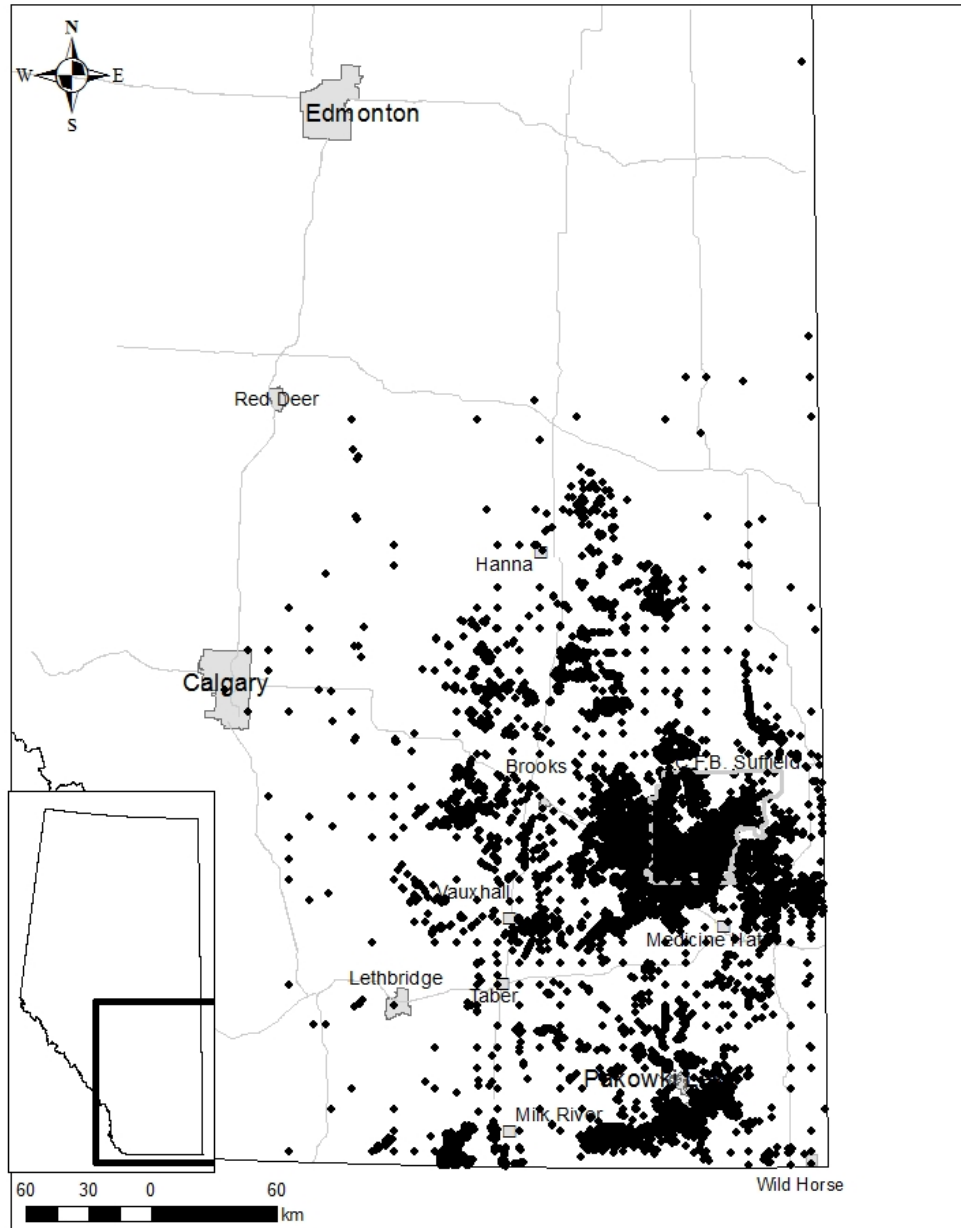 N
W E
S
Edmonton
Red Deer
Hanna
Calgary
Brooks
C.F.B. Suffield
Vauxhall
Medicine Hat
Lethbridge
Taber
Pakowki
Milk River
Wild Horse
60 30 0 60
km